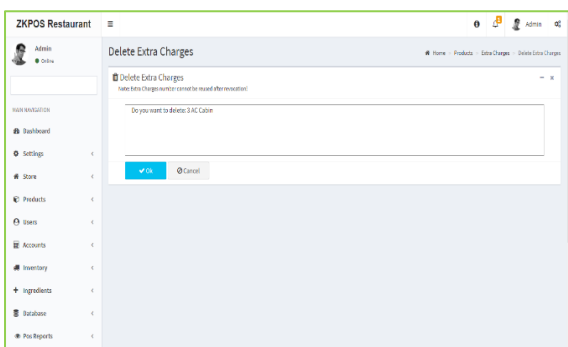 ZKPOS Restaurant
Admin
Admin
Online
Delete Extra Charges
Home
Products
Extra Charges
Delete Extra Charges
Delete Extra Charges
Note: Extra Charges number cannot be reused after revocation!
Do you want to delete: 3 AC Cabin
Ok
Cancel
MAIN NAVIGATION
Dashboard
Settings
Store
Products
Users
Accounts
Inventory
Ingredients
Database
Pos Reports